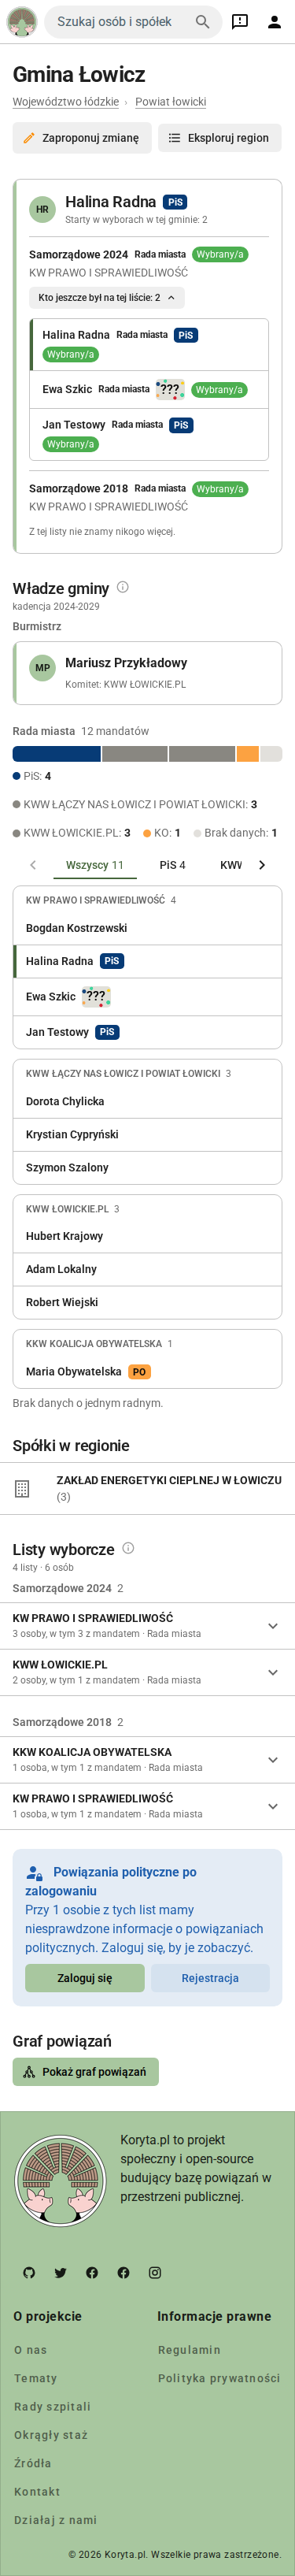 Szukaj osób i spółek
Gmina Łowicz
Województwo łódzkie › Powiat łowicki
Zaproponuj zmianę Eksploruj region
HR Halina Radna PiS
Starty w wyborach w tej gminie: 2
Samorządowe 2024 Rada miasta Wybrany/a
KW PRAWO I SPRAWIEDLIWOŚĆ
Kto jeszcze był na tej liście: 2
Halina Radna Rada miasta PiS
Wybrany/a
Ewa Szkic Rada miasta ??? Wybrany/a
Jan Testowy Rada miasta PiS
Wybrany/a
Samorządowe 2018 Rada miasta Wybrany/a
KW PRAWO I SPRAWIEDLIWOŚĆ
Z tej listy nie znamy nikogo więcej.
Władze gminy
kadencja 2024-2029
Burmistrz
MP Mariusz Przykładowy
Komitet: KWW ŁOWICKIE.PL
Rada miasta 12 mandatów
PiS: 4
KWW ŁĄCZY NAS ŁOWICZ I POWIAT ŁOWICKI: 3
KWW ŁOWICKIE.PL: 3 KO: 1 Brak danych: 1
Wszyscy 11 PiS 4 KWW
KW PRAWO I SPRAWIEDLIWOŚĆ 4
Bogdan Kostrzewski
Halina Radna PiS
Ewa Szkic ???
Jan Testowy PiS
KWW ŁĄCZY NAS ŁOWICZ I POWIAT ŁOWICKI 3
Dorota Chylicka
Krystian Cypryński
Szymon Szalony
KWW ŁOWICKIE.PL 3
Hubert Krajowy
Adam Lokalny
Robert Wiejski
KKW KOALICJA OBYWATELSKA 1
Maria Obywatelska PO
Brak danych o jednym radnym.
Spółki w regionie
ZAKŁAD ENERGETYKI CIEPLNEJ W ŁOWICZU
(3)
Listy wyborcze
4 listy · 6 osób
Samorządowe 2024 2
KW PRAWO I SPRAWIEDLIWOŚĆ
3 osoby, w tym 3 z mandatem · Rada miasta
KWW ŁOWICKIE.PL
2 osoby, w tym 1 z mandatem · Rada miasta
Samorządowe 2018 2
KKW KOALICJA OBYWATELSKA
1 osoba, w tym 1 z mandatem · Rada miasta
KW PRAWO I SPRAWIEDLIWOŚĆ
1 osoba, w tym 1 z mandatem · Rada miasta
Powiązania polityczne po
zalogowaniu
Przy 1 osobie z tych list mamy
niesprawdzone informacje o powiązaniach
politycznych. Zaloguj się, by je zobaczyć.
Zaloguj się Rejestracja
Graf powiązań
Pokaż graf powiązań
Koryta.pl to projekt
społeczny i open-source
budujący bazę powiązań w
przestrzeni publicznej.
O projekcie Informacje prawne
O nas Regulamin
Tematy Polityka prywatności
Rady szpitali
Okrągły staż
Źródła
Kontakt
Działaj z nami
© 2026 Koryta.pl. Wszelkie prawa zastrzeżone.